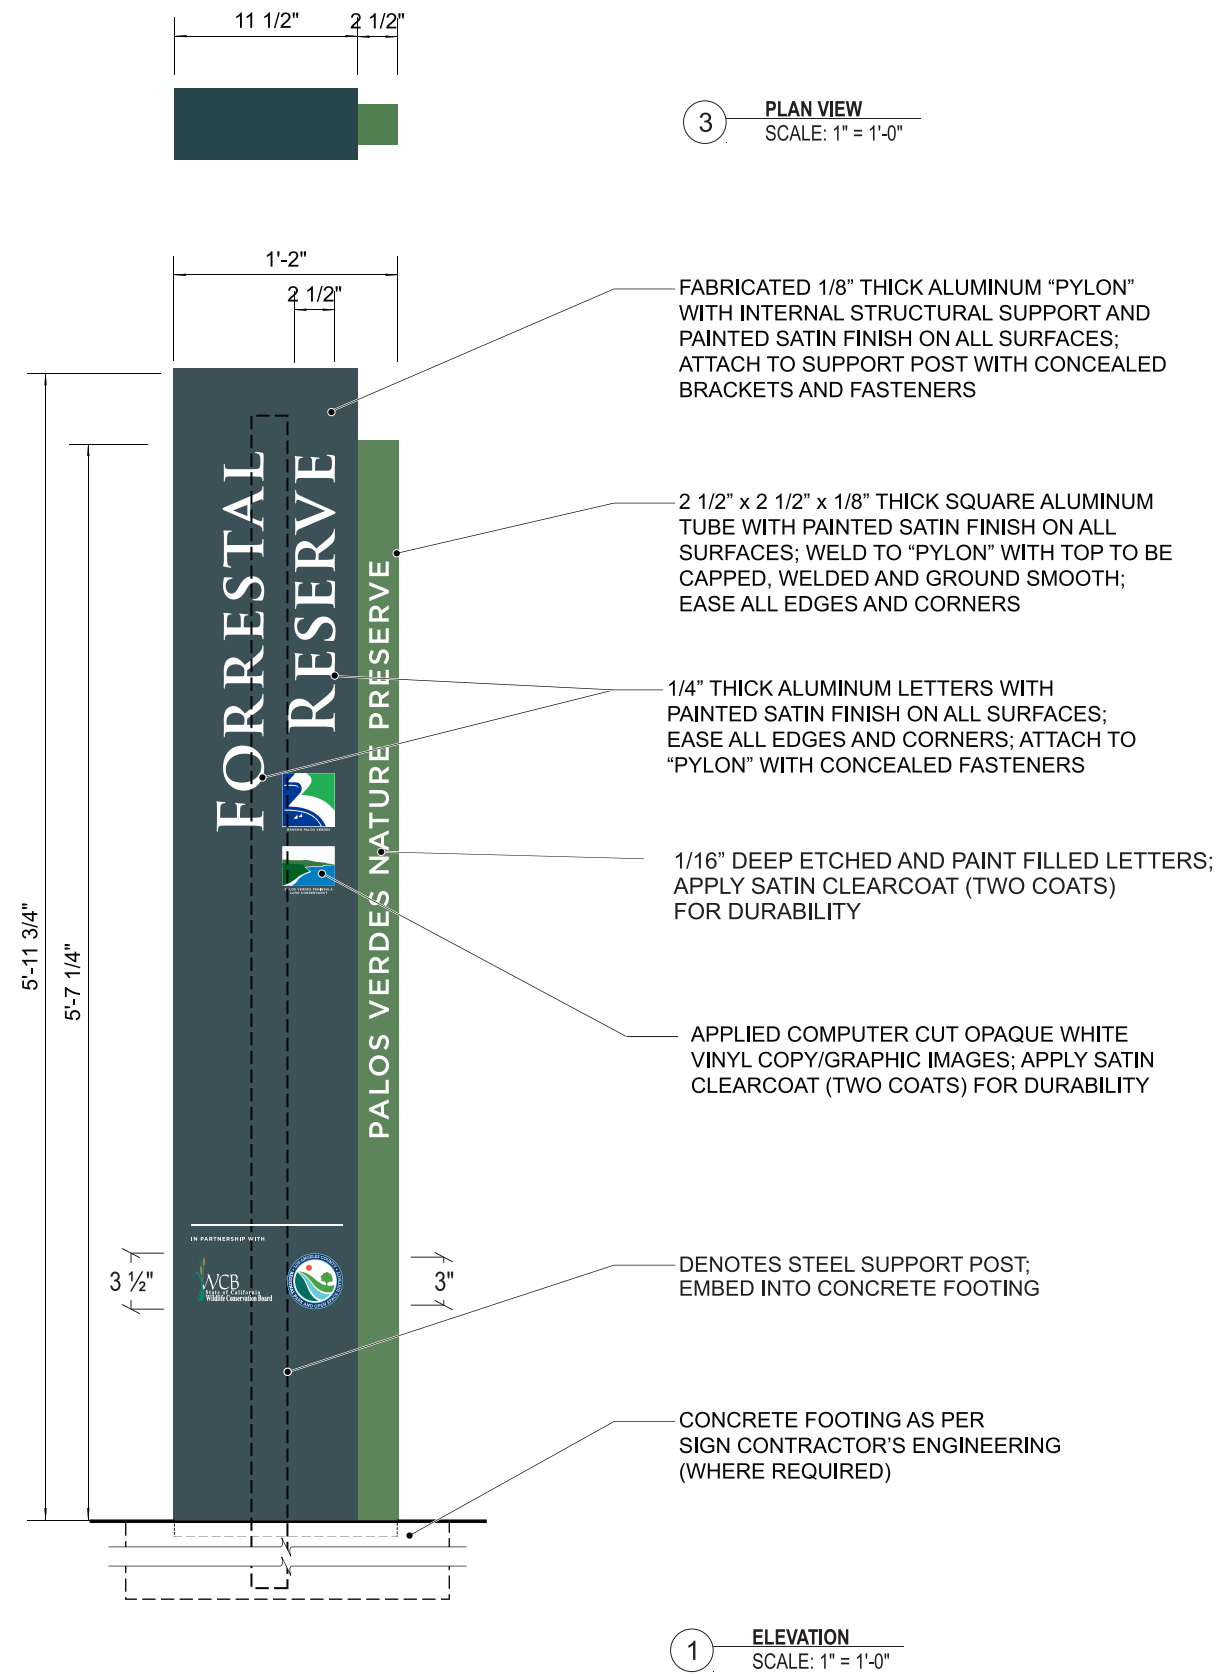 11 1/2"
2 1/2"
3
PLAN VIEW
SCALE: 1" = 1'-0"
1'-2"
2 1/2"
FABRICATED 1/8” THICK ALUMINUM “PYLON”
WITH INTERNAL STRUCTURAL SUPPORT AND
PAINTED SATIN FINISH ON ALL SURFACES;
ATTACH TO SUPPORT POST WITH CONCEALED
BRACKETS AND FASTENERS
2 1/2” x 2 1/2” x 1/8” THICK SQUARE ALUMINUM
TUBE WITH PAINTED SATIN FINISH ON ALL
SURFACES; WELD TO “PYLON” WITH TOP TO BE
CAPPED, WELDED AND GROUND SMOOTH;
EASE ALL EDGES AND CORNERS
1/4” THICK ALUMINUM LETTERS WITH
PAINTED SATIN FINISH ON ALL SURFACES;
EASE ALL EDGES AND CORNERS; ATTACH TO
“PYLON” WITH CONCEALED FASTENERS
1/16” DEEP ETCHED AND PAINT FILLED LETTERS;
APPLY SATIN CLEARCOAT (TWO COATS)
FOR DURABILITY
APPLIED COMPUTER CUT OPAQUE WHITE
VINYL COPY/GRAPHIC IMAGES; APPLY SATIN
CLEARCOAT (TWO COATS) FOR DURABILITY
DENOTES STEEL SUPPORT POST;
EMBED INTO CONCRETE FOOTING
CONCRETE FOOTING AS PER
SIGN CONTRACTOR’S ENGINEERING
(WHERE REQUIRED)
5'-11 3/4"
5'-7 1/4"
FORRESTAL
RESERVE
PALOS VERDES NATURE PRESERVE
RANCHO PALOS VERDES
PALOS VERDES PENINSULA
LAND CONSERVANCY
IN PARTNERSHIP WITH
3 ½"
WCB
State of California
Wildlife Conservation Board
3"
1
ELEVATION
SCALE: 1" = 1'-0"